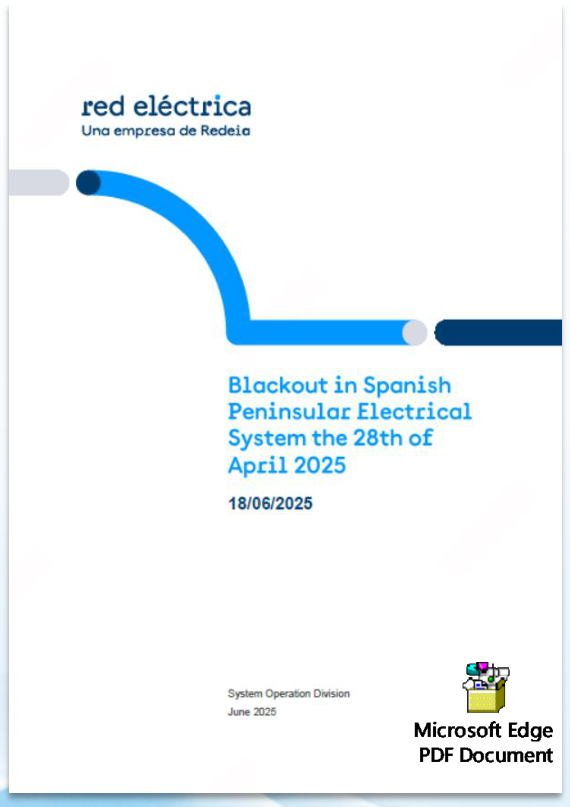 red eléctrica
Una empresa de Redeia
Blackout in Spanish
Peninsular Electrical
System the 28th of
April 2025
18/06/2025
System Operation Division
June 2025
Microsoft Edge
PDF Document